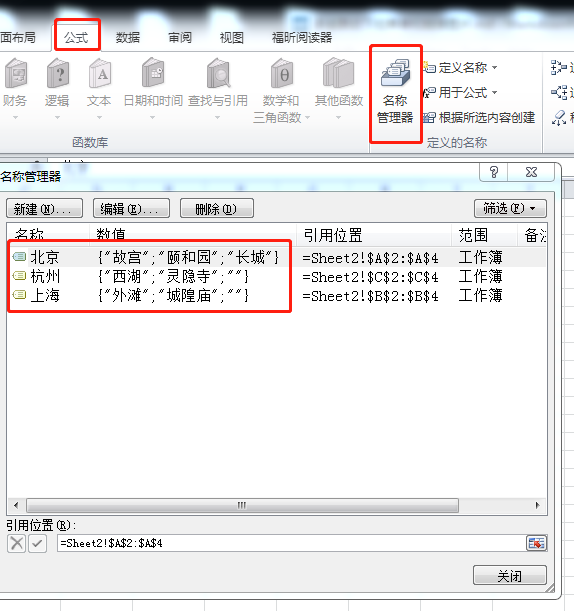 面布局 公式 数据 审阅 视图 福昕阅读器
财务 逻辑 文本 日期和时间 查找与引用 数学和三角函数 其他函数 名称管理器 定义名称 用于公式 根据所选内容创建
函数库 定义的名称
名称管理器
新建(N)... 编辑(E)... 删除(D) 筛选(F)
名称 数值 引用位置 范围 备注
北京 {"故宫";"颐和园";"长城"} =Sheet2!$A$2:$A$4 工作簿
杭州 {"西湖";"灵隐寺";""} =Sheet2!$C$2:$C$4 工作簿
上海 {"外滩";"城隍庙";""} =Sheet2!$B$2:$B$4 工作簿
引用位置(R):
=Sheet2!$A$2:$A$4
关闭